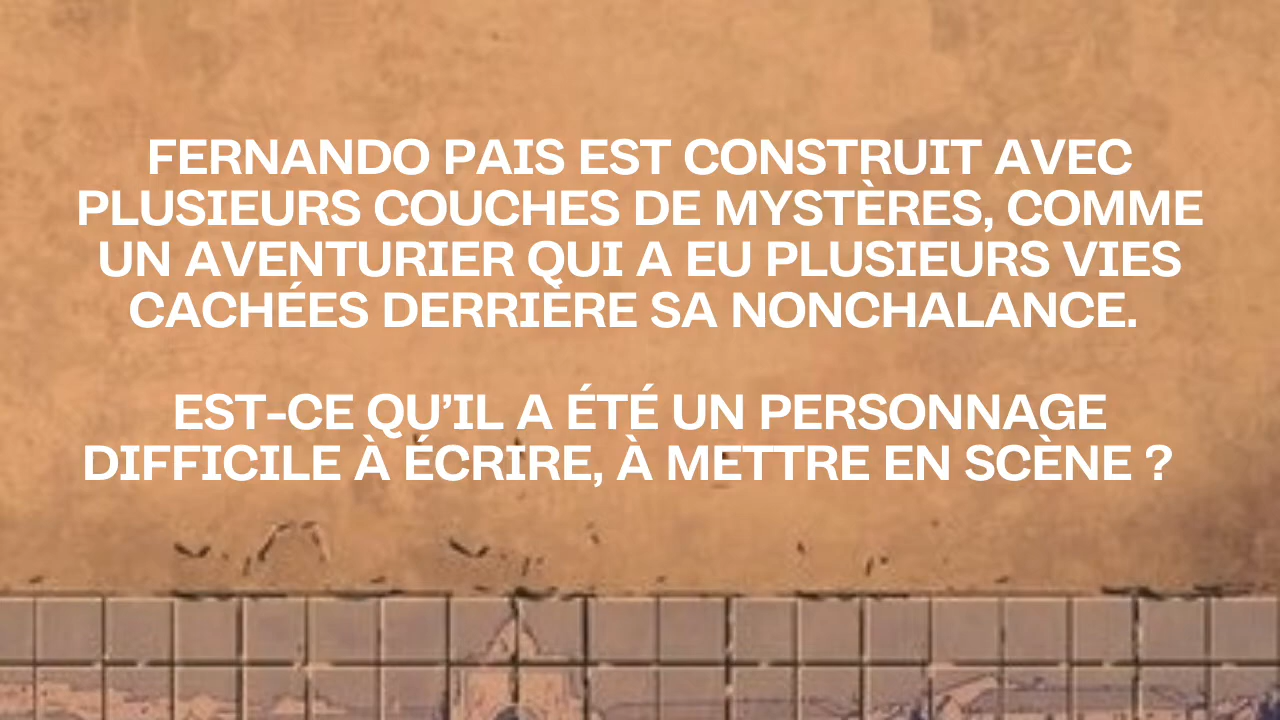 FERNANDO PAIS EST CONSTRUIT AVEC
PLUSIEURS COUCHES DE MYSTÈRES, COMME
UN AVENTURIER QUI A EU PLUSIEURS VIES
CACHÉES DERRIÈRE SA NONCHALANCE.
EST-CE QU’IL A ÉTÉ UN PERSONNAGE
DIFFICILE À ÉCRIRE, À METTRE EN SCÈNE ?